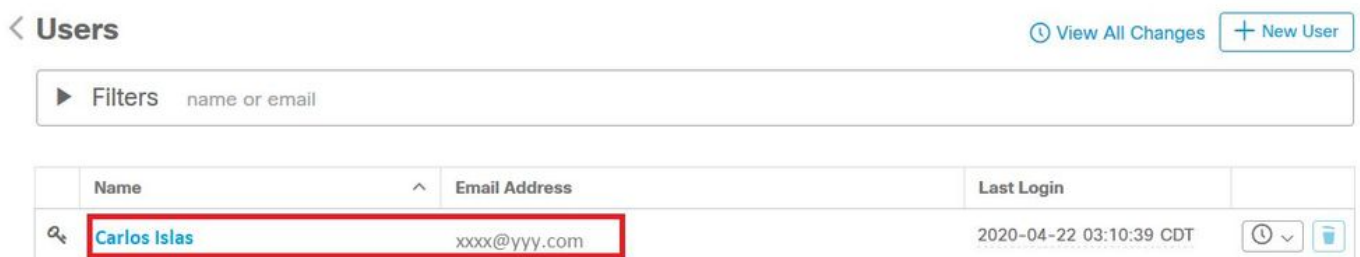 Users
View All Changes
New User
Filters name or email
Name Email Address Last Login
Carlos Islas xxxx@yyy.com 2020-04-22 03:10:39 CDT